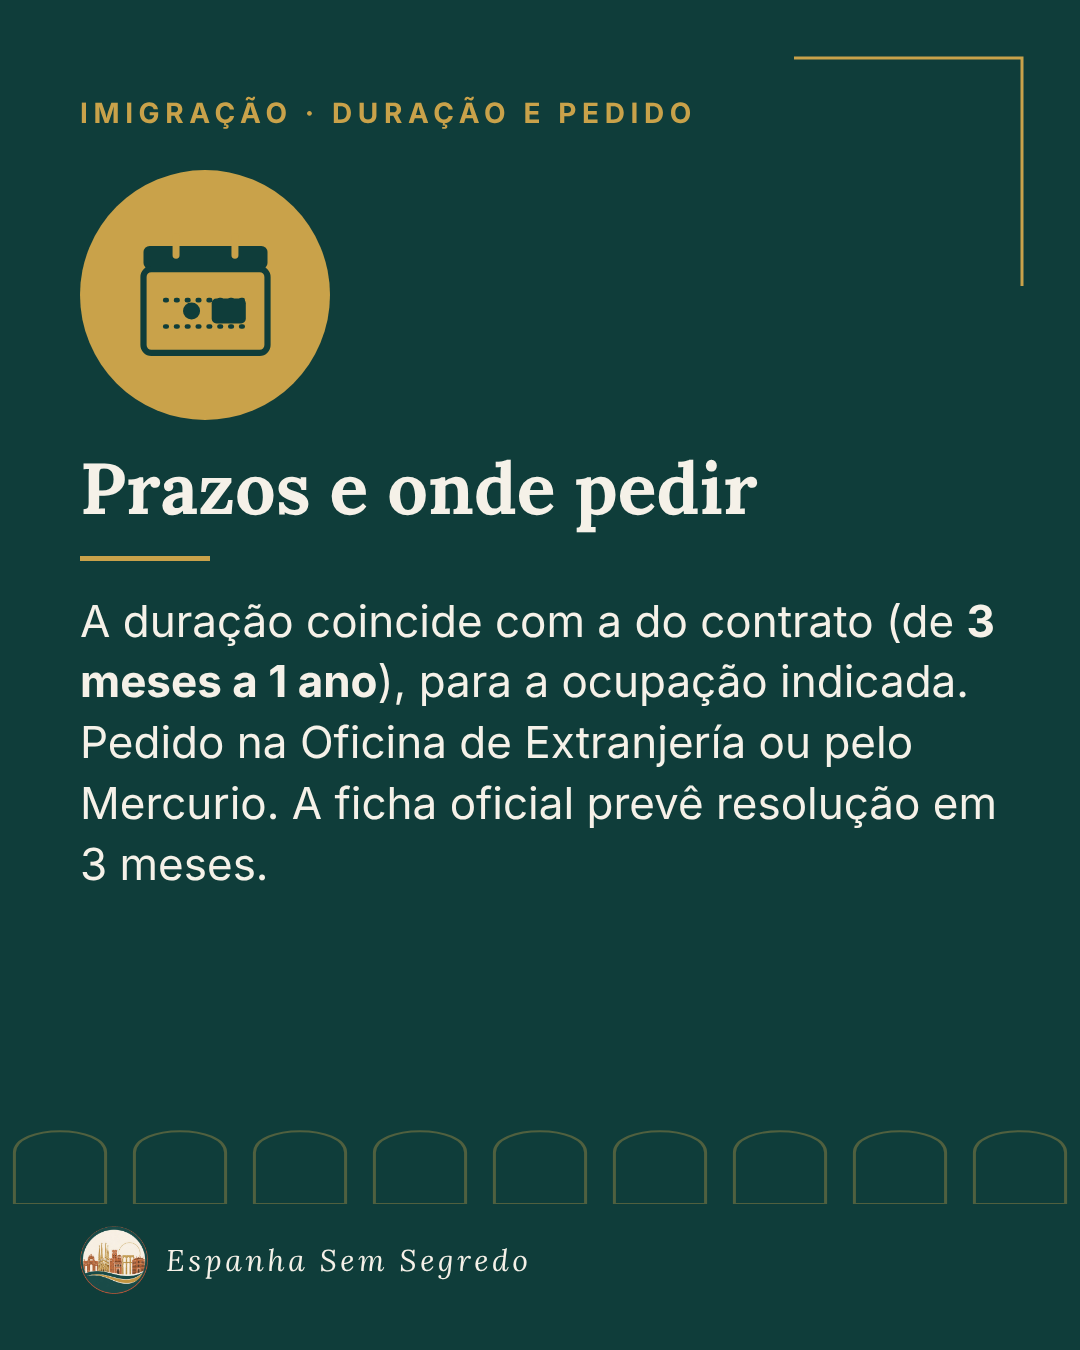 IMIGRAÇÃO · DURAÇÃO E PEDIDO
Prazos e onde pedir
A duração coincide com a do contrato (de 3
meses a 1 ano), para a ocupação indicada.
Pedido na Oficina de Extranjería ou pelo
Mercurio. A ficha oficial prevê resolução em
3 meses.
Espanha Sem Segredo